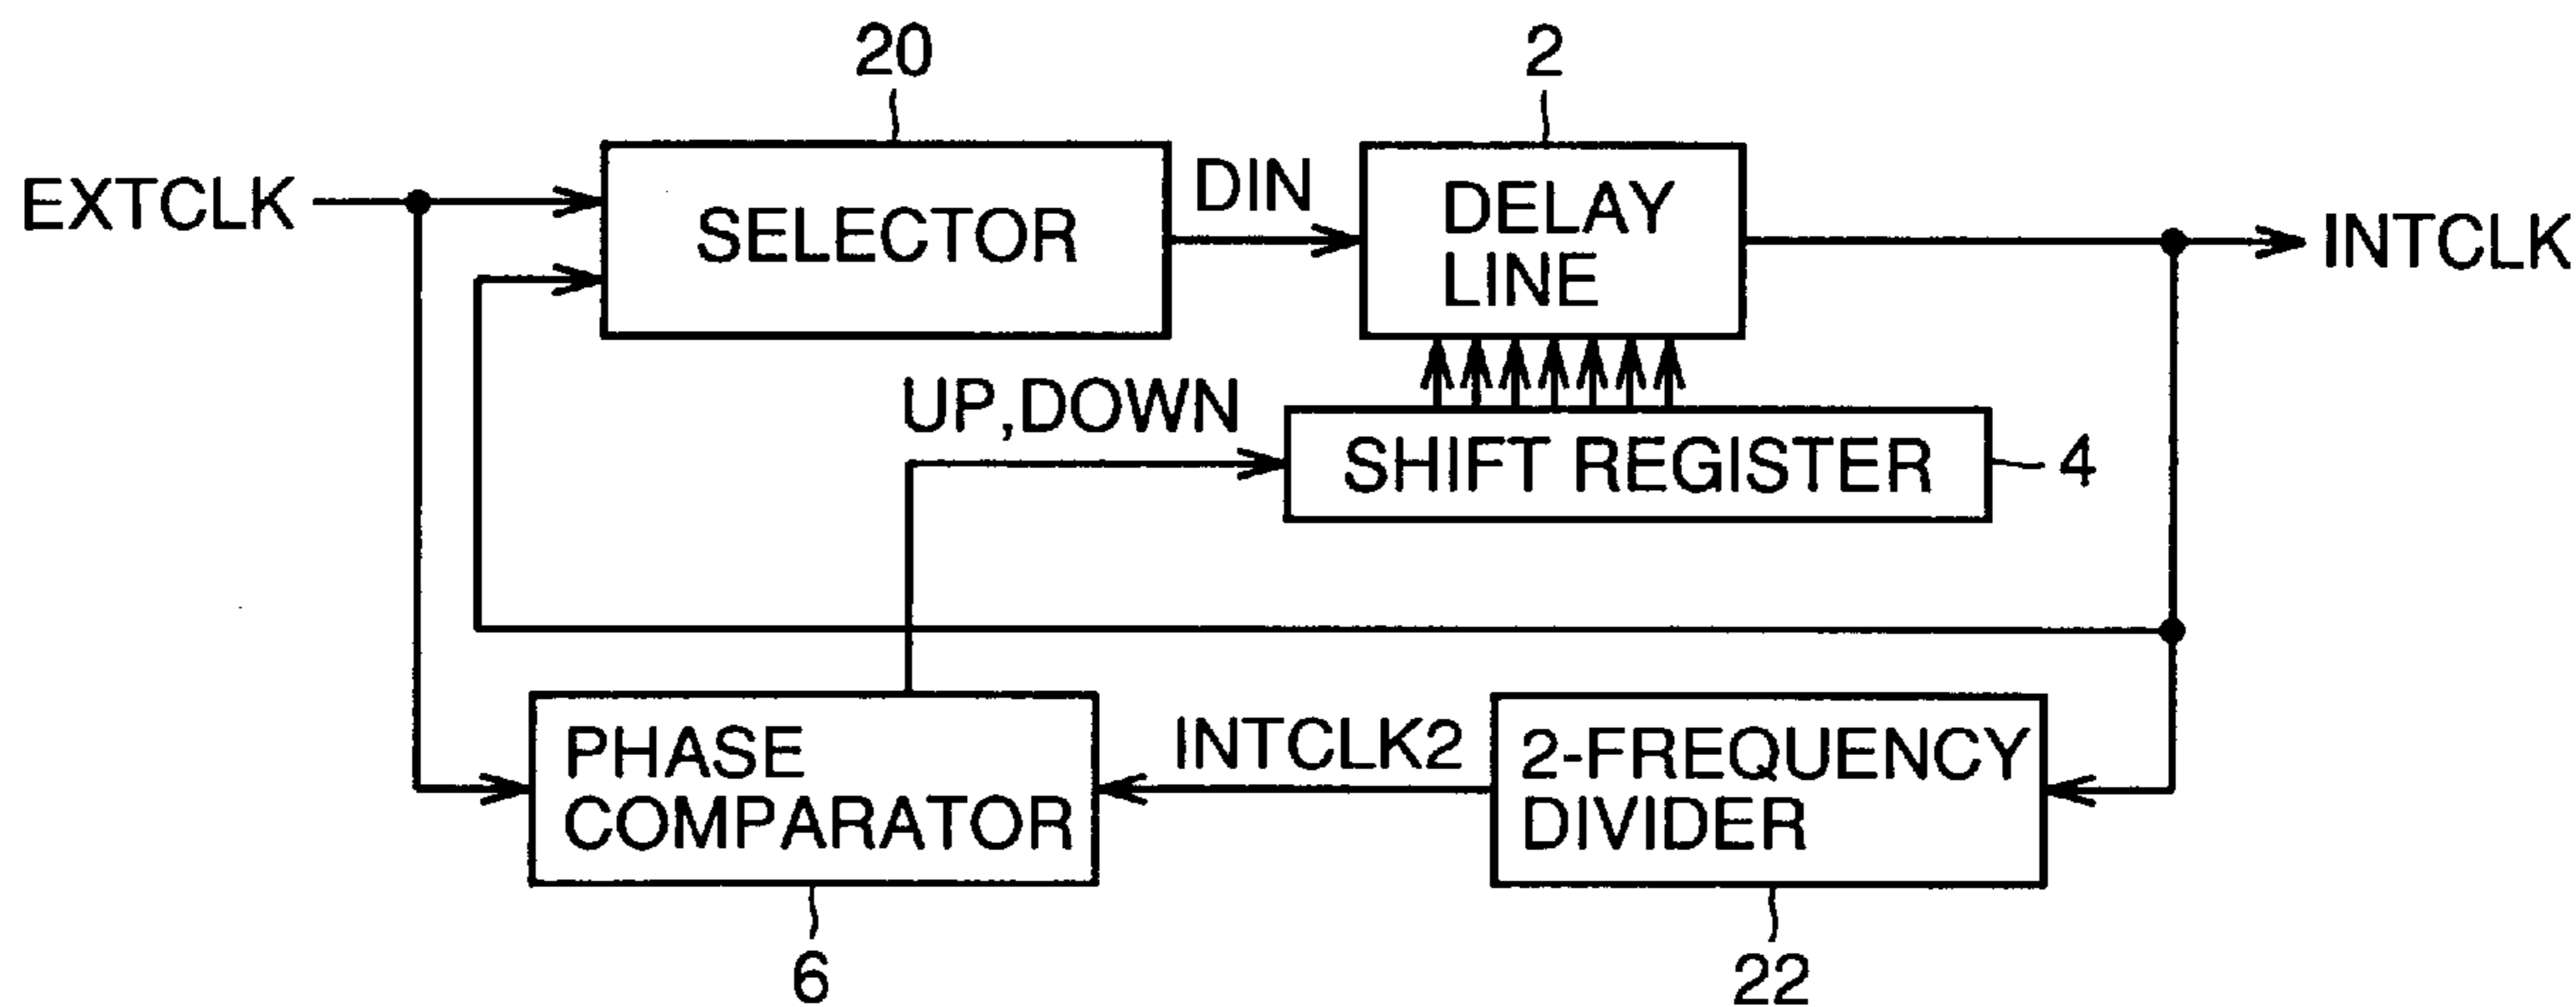 20
2
EXTCLK
SELECTOR
DIN
DELAY
LINE
INTCLK
UP,DOWN
SHIFT REGISTER
4
PHASE
COMPARATOR
INTCLK2
2-FREQUENCY
DIVIDER
6
22